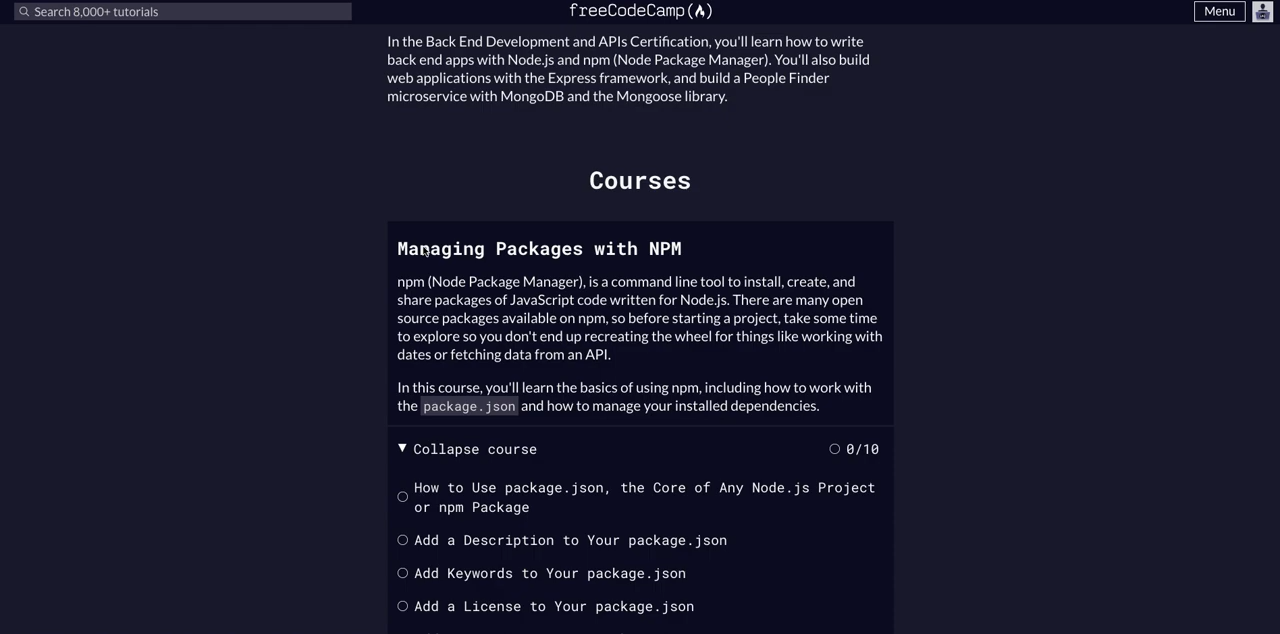 Search 8,000+ tutorials
freeCodeCamp
Menu
In the Back End Development and APIs Certification, you'll learn how to write
back end apps with Node.js and npm (Node Package Manager). You'll also build
web applications with the Express framework, and build a People Finder
microservice with MongoDB and the Mongoose library.
Courses
Managing Packages with NPM
npm (Node Package Manager), is a command line tool to install, create, and
share packages of JavaScript code written for Node.js. There are many open
source packages available on npm, so before starting a project, take some time
to explore so you don't end up recreating the wheel for things like working with
dates or fetching data from an API.
In this course, you'll learn the basics of using npm, including how to work with
the package.json and how to manage your installed dependencies.
Collapse course 0/10
How to Use package.json, the Core of Any Node.js Project
or npm Package
Add a Description to Your package.json
Add Keywords to Your package.json
Add a License to Your package.json